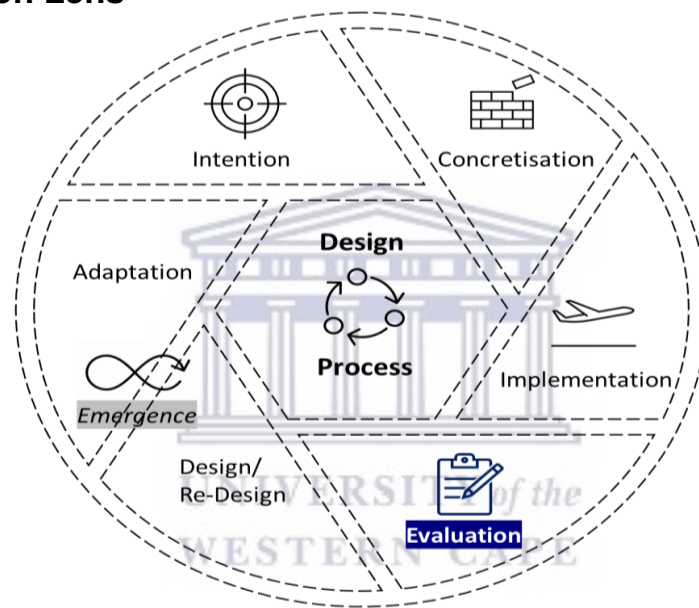 Intention
Concretisation
Design
Adaptation
Process
Implementation
Emergence
Design/
Re-Design
Evaluation
UNIVERSITY of the
WESTERN CAPE